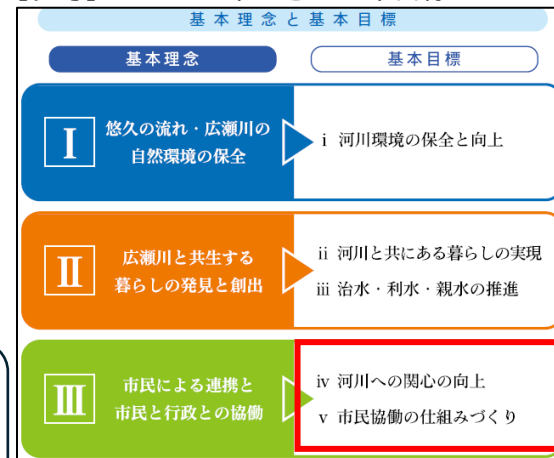 基本理念と基本目標
基本理念
基本目標
Ⅰ
悠久の流れ・広瀬川の
自然環境の保全
ⅰ 河川環境の保全と向上
Ⅱ
広瀬川と共生する
暮らしの発見と創出
ⅱ 河川と共にある暮らしの実現
ⅲ 治水・利水・親水の推進
Ⅲ
市民による連携と
市民と行政との協働
ⅳ 河川への関心の向上
ⅴ 市民協働の仕組みづくり